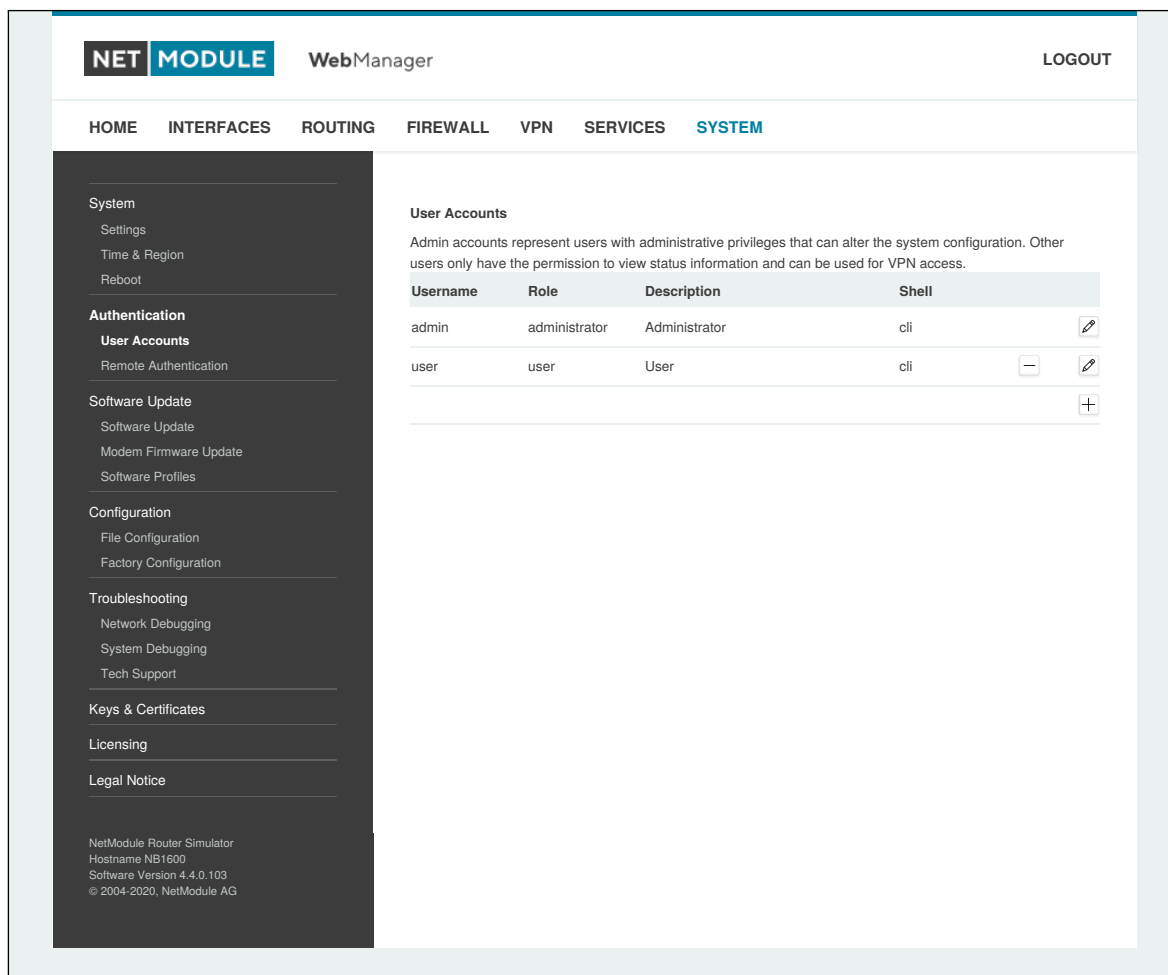 NET MODULE WebManager LOGOUT
HOME INTERFACES ROUTING FIREWALL VPN SERVICES SYSTEM
System
Settings
Time & Region
Reboot
Authentication
User Accounts
Remote Authentication
Software Update
Software Update
Modem Firmware Update
Software Profiles
Configuration
File Configuration
Factory Configuration
Troubleshooting
Network Debugging
System Debugging
Tech Support
Keys & Certificates
Licensing
Legal Notice
NetModule Router Simulator
Hostname NB1600
Software Version 4.4.0.103
© 2004-2020, NetModule AG
User Accounts
Admin accounts represent users with administrative privileges that can alter the system configuration. Other
users only have the permission to view status information and can be used for VPN access.
Username Role Description Shell
admin administrator Administrator cli
user user User cli